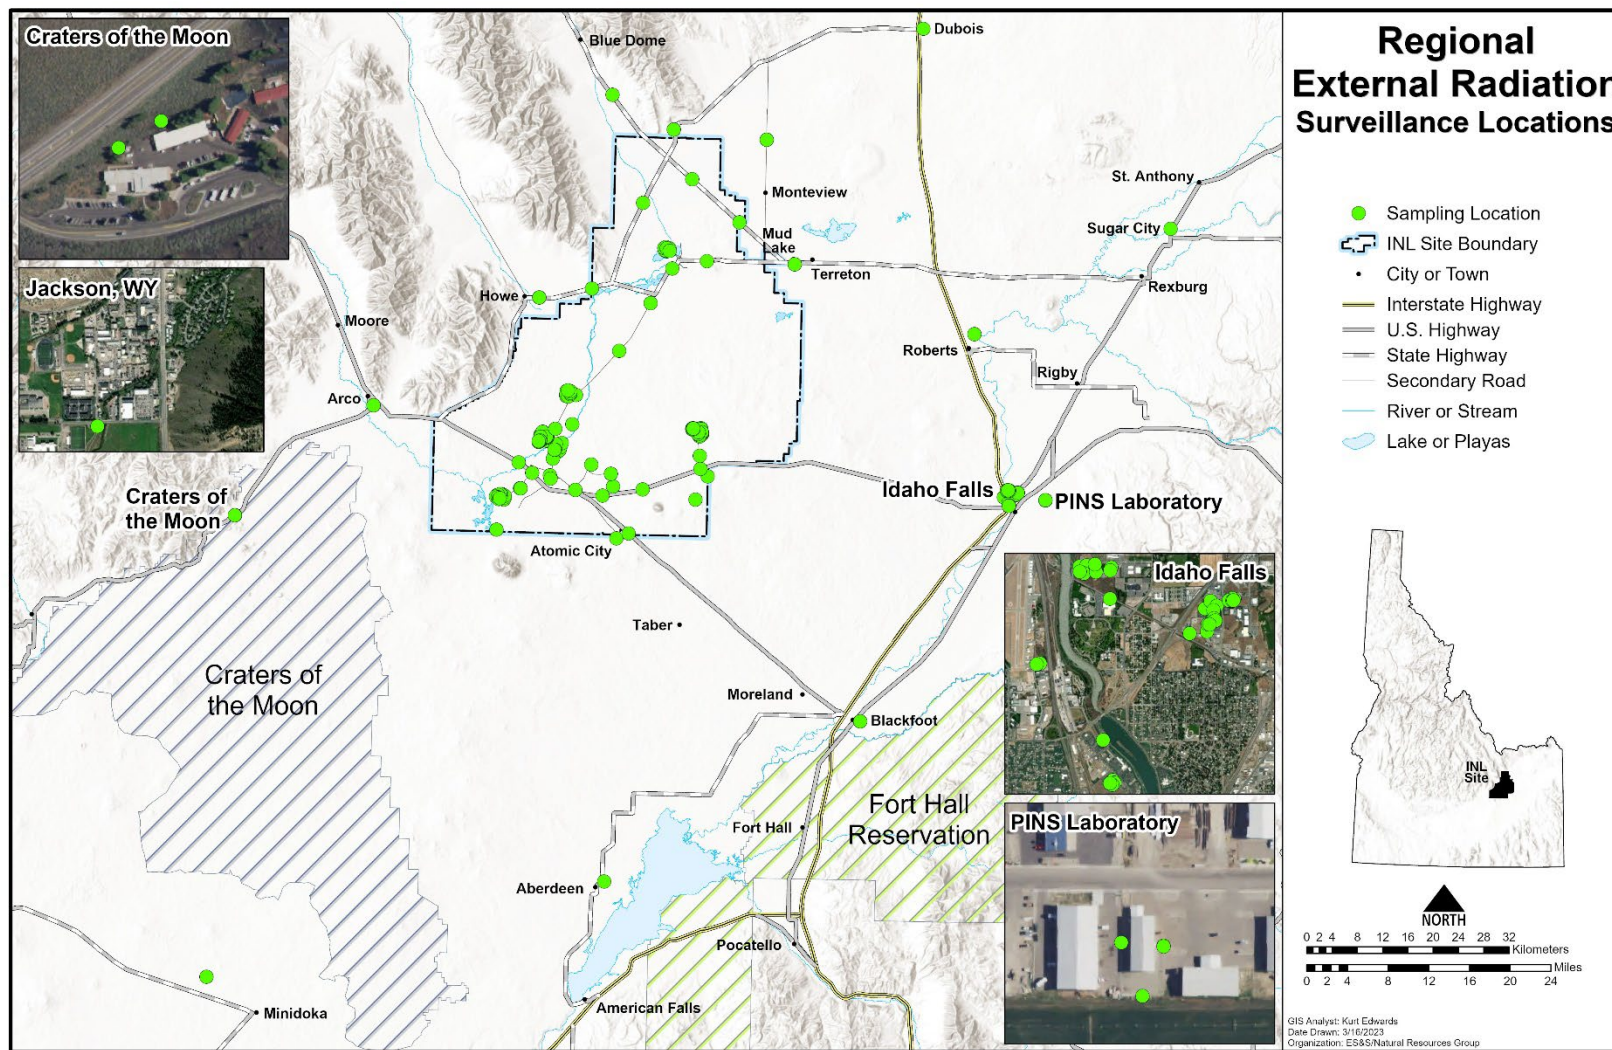 Craters of the Moon
Jackson, WY
Blue Dome
Dubois
Monteview
Mud
Lake
Terreton
St. Anthony
Sugar City
Rexburg
Howe
Moore
Roberts
Rigby
Arco
Craters of
the Moon
Idaho Falls
PINS Laboratory
Atomic City
Taber
Idaho Falls
Craters of
the Moon
Moreland
Blackfoot
Fort Hall
Reservation
Fort Hall
PINS Laboratory
Aberdeen
Pocatello
American Falls
Minidoka
Regional
External Radiation
Surveillance Locations
Sampling Location
INL Site Boundary
City or Town
Interstate Highway
U.S. Highway
State Highway
Secondary Road
River or Stream
Lake or Playas
INL
Site
NORTH
0 2 4 8 12 16 20 24 28 32
Kilometers
Miles
0 2 4 8 12 16 20 24
GIS Analyst: Kurt Edwards
Date Drawn: 3/16/2023
Organization: ES&S/Natural Resources Group